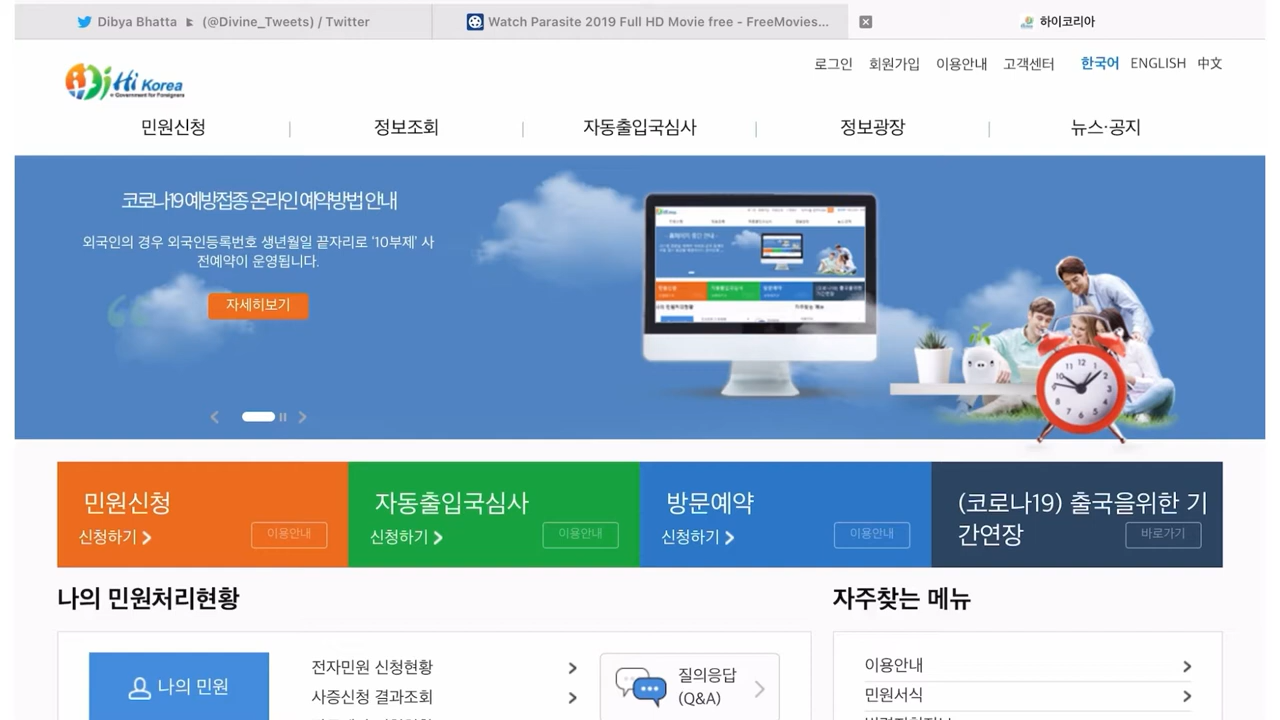 Dibya Bhatta (@Divine_Tweets) / Twitter
Watch Parasite 2019 Full HD Movie free - FreeMovies...
하이코리아
Hi Korea
e-Government for Foreigners
로그인 회원가입 이용안내 고객센터 한국어 ENGLISH 中文
민원신청 | 정보조회 | 자동출입국심사 | 정보광장 | 뉴스·공지
코로나19 예방접종 온라인 예약방법 안내
외국인의 경우 외국인등록번호 생년월일 끝자리로 '10부제' 사
전예약이 운영됩니다.
자세히보기
민원신청
신청하기
이용안내
자동출입국심사
신청하기
이용안내
방문예약
신청하기
이용안내
(코로나19) 출국을위한 기
간연장
바로가기
나의 민원처리현황
자주찾는 메뉴
나의 민원
전자민원 신청현황
사증신청 결과조회
질의응답
(Q&A)
이용안내
민원서식